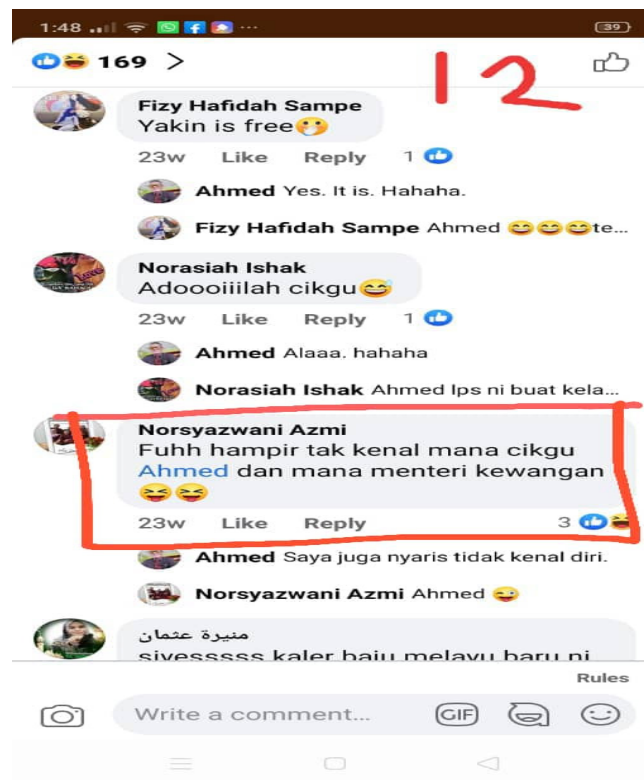 1:48
39
169 >
12
Fizy Hafidah Sampe
Yakin is free🤭
23w Like Reply 1
Ahmed Yes. It is. Hahaha.
Fizy Hafidah Sampe Ahmed 😄😄😄te...
Norasiah Ishak
Adoooiiilah cikgu😅
23w Like Reply 1
Ahmed Alaaa. hahaha
Norasiah Ishak Ahmed lps ni buat kela...
Norsyazwani Azmi
Fuhh hampir tak kenal mana cikgu
Ahmed dan mana menteri kewangan
😝😝
23w Like Reply 3
Ahmed Saya juga nyaris tidak kenal diri.
Norsyazwani Azmi Ahmed 😜
منيرة عثمان
sivesssss kaler baju melayu baru ni
Rules
Write a comment...
GIF